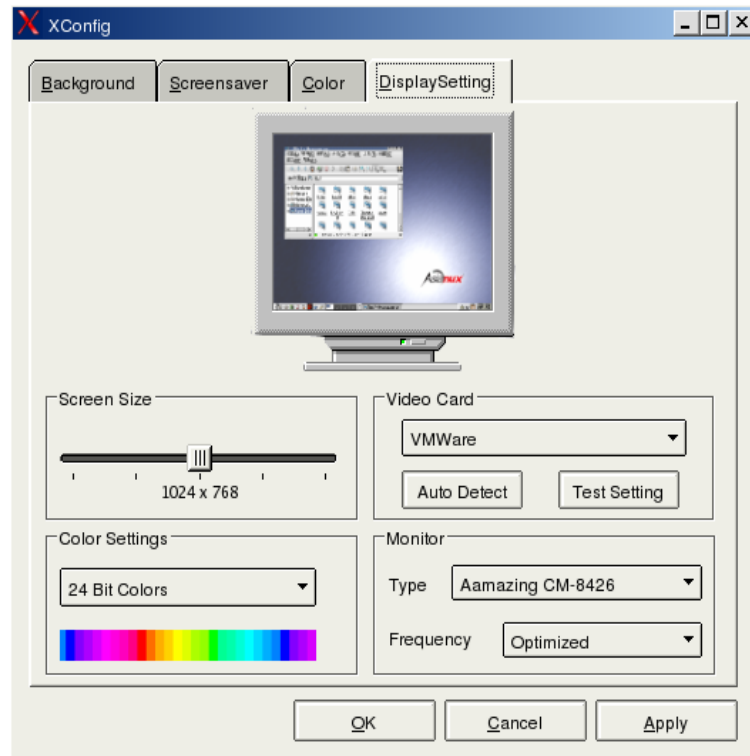 XConfig
Background Screensaver Color DisplaySetting
Asianux
Screen Size
1024 x 768
Video Card
VMWare
Auto Detect Test Setting
Color Settings
24 Bit Colors
Monitor
Type Aamazing CM-8426
Frequency Optimized
OK Cancel Apply